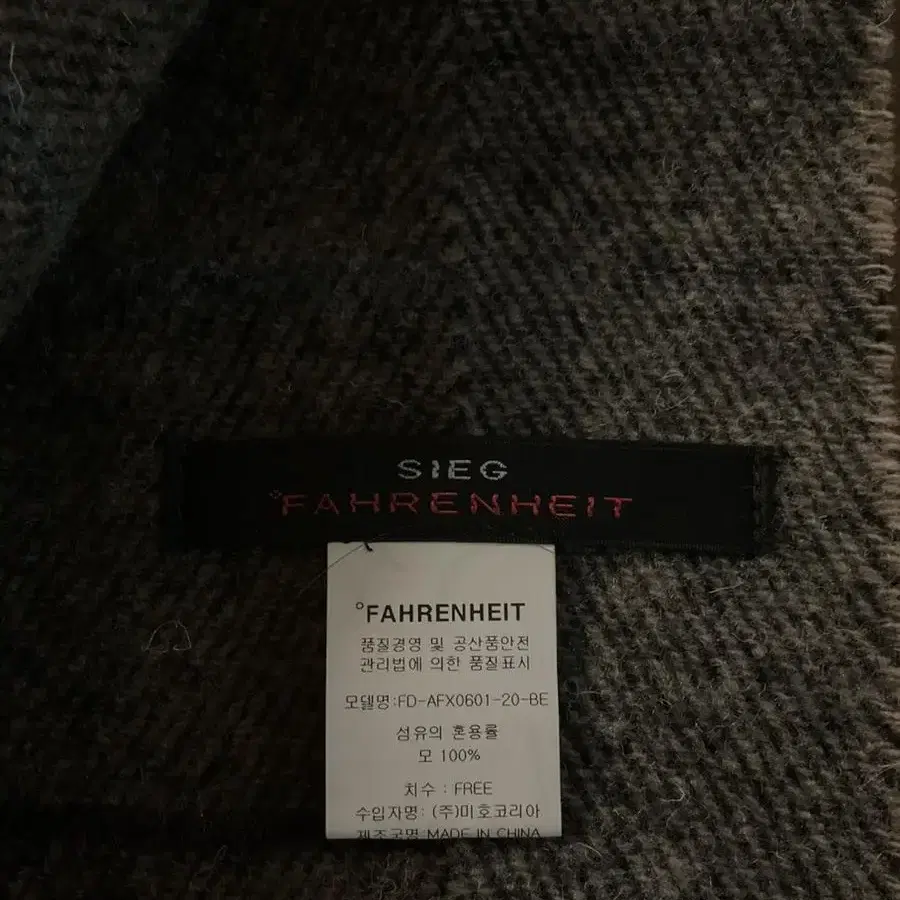 SIEG
°FAHRENHEIT
°FAHRENHEIT
품질경영 및 공산품안전
관리법에 의한 품질표시
모델명:FD-AFX0601-20-BE
섬유의 혼용률
모 100%
치수 : FREE
수입자명: (주)미호코리아
제조국명: MADE IN CHINA